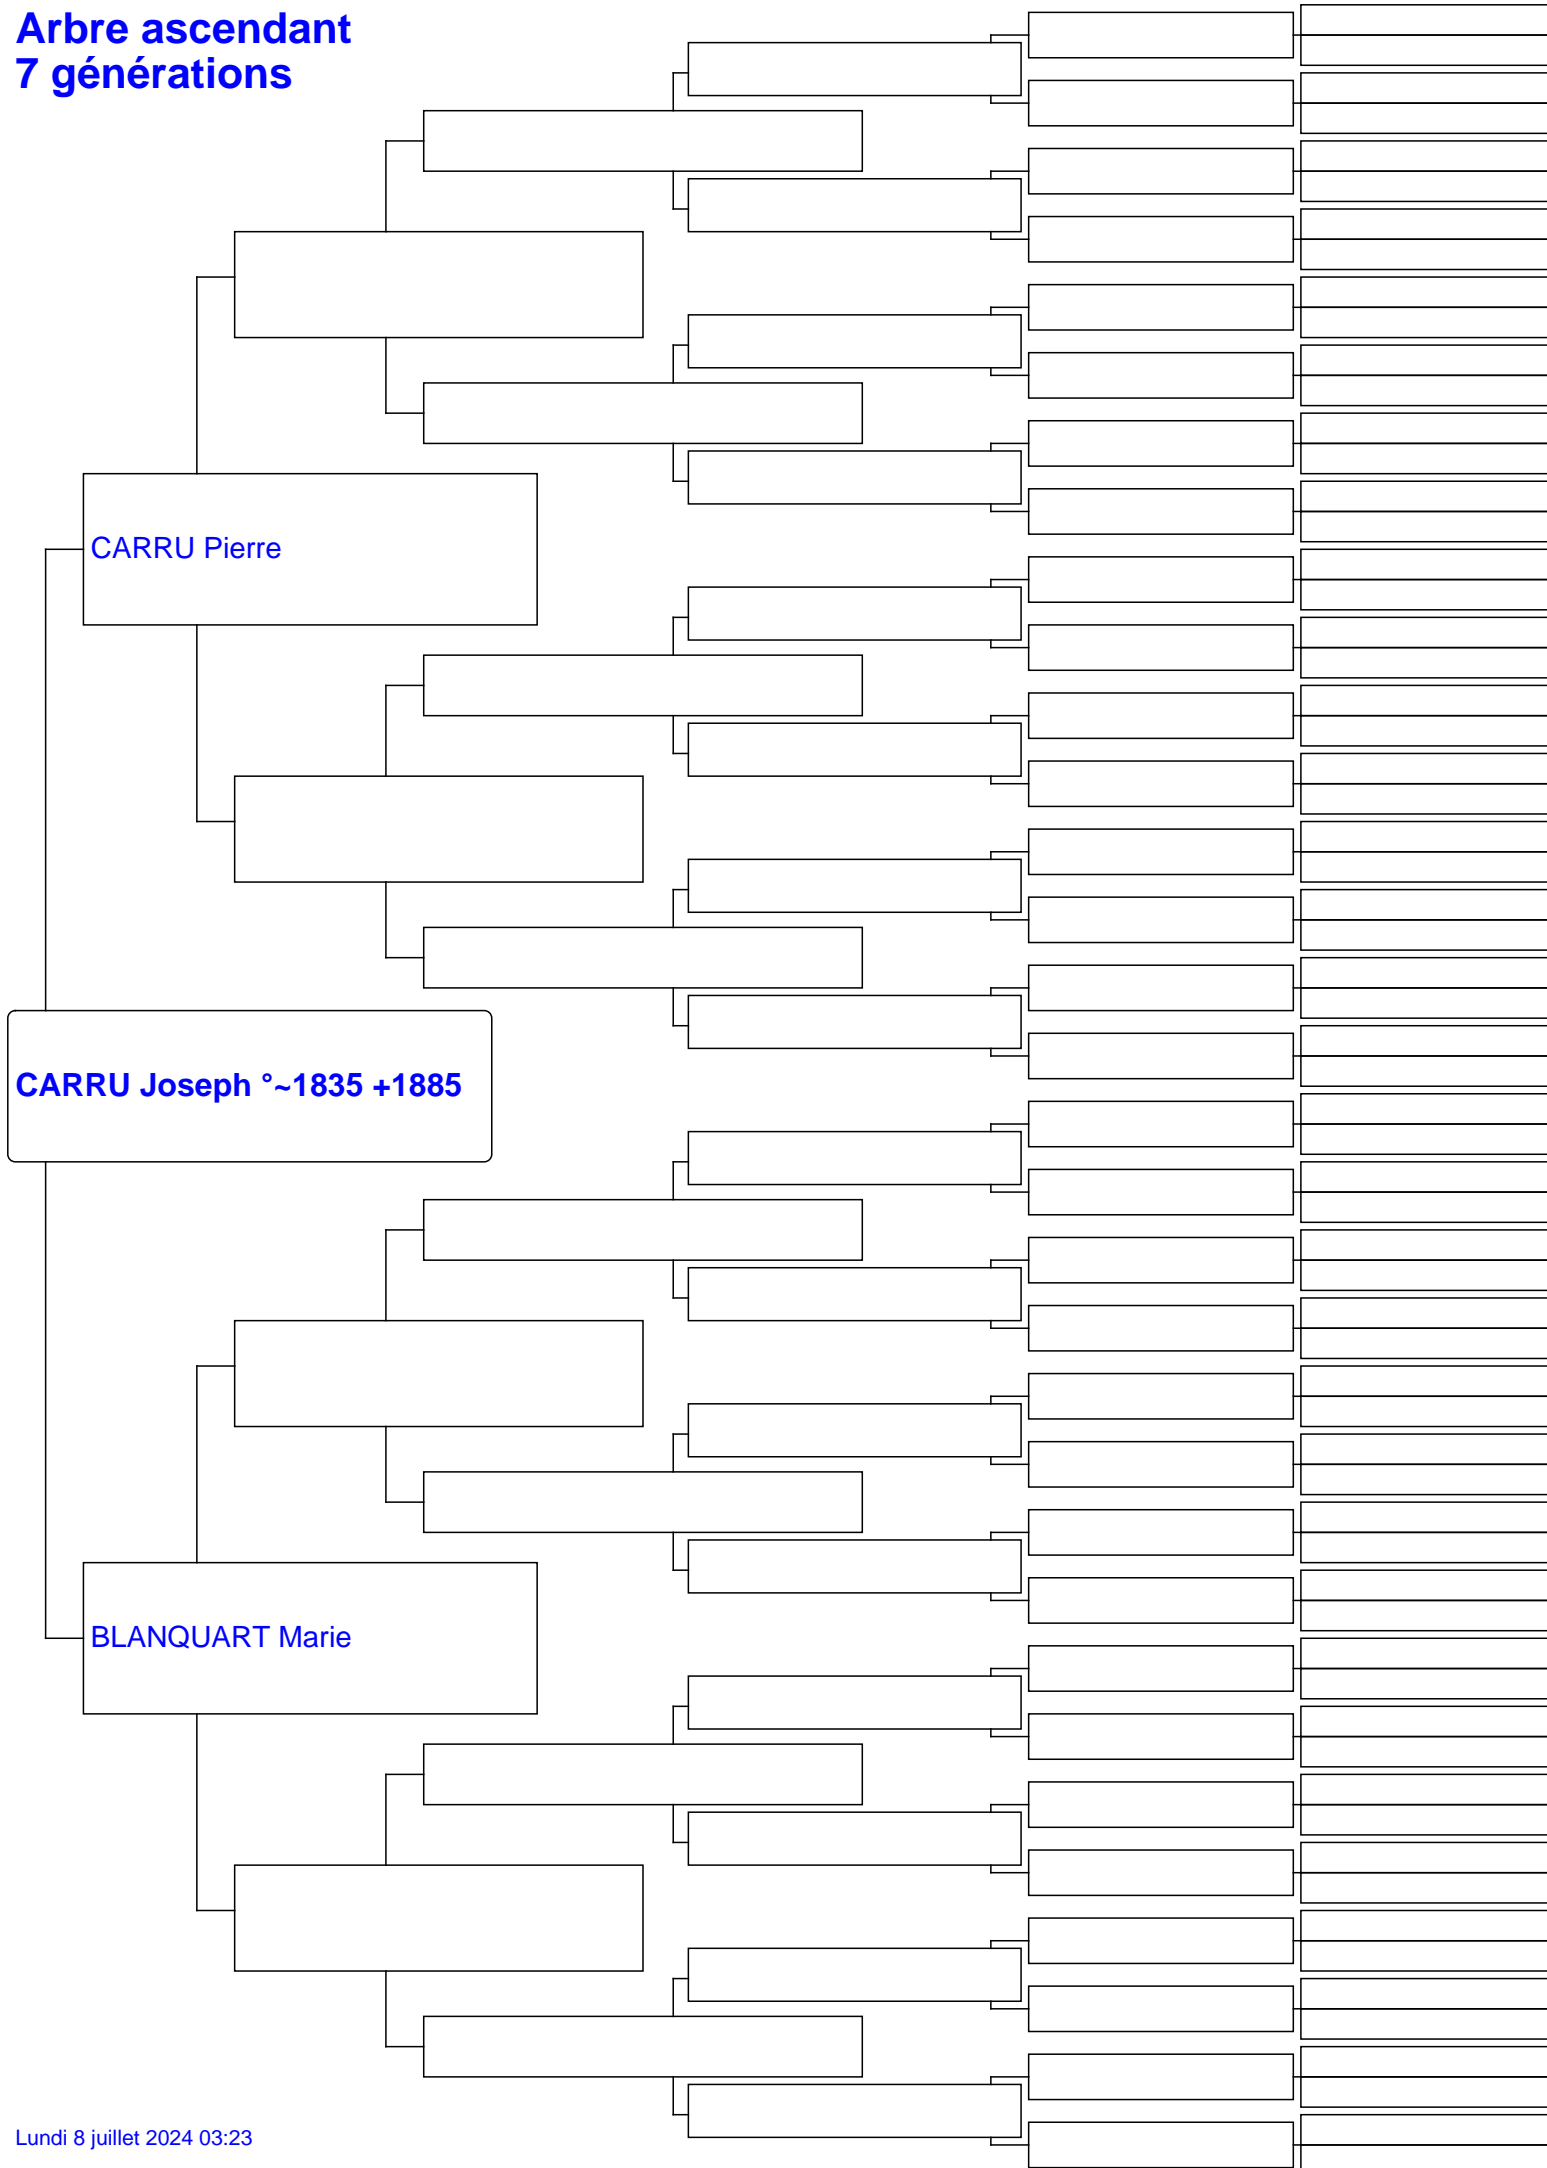 Arbre ascendant
7 générations
CARRU Pierre
CARRU Joseph °~1835 +1885
BLANQUART Marie
Lundi 8 juillet 2024 03:23